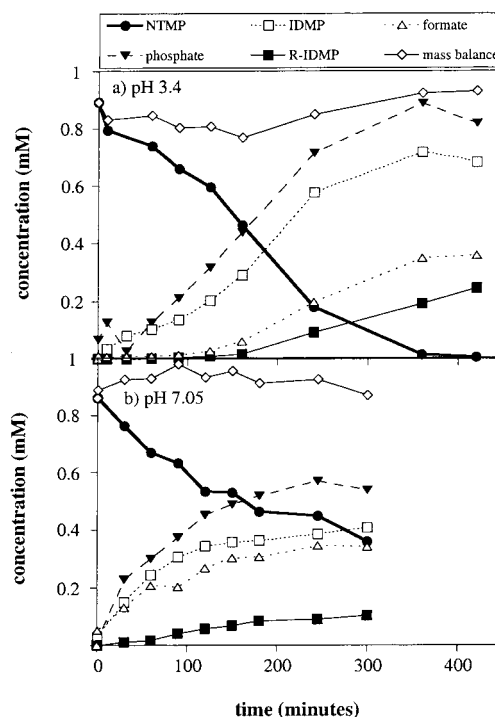 NTMP IDMP formate
phosphate R-IDMP mass balance
a) pH 3.4
1
0.8
0.6
0.4
0.2
concentration (mM)
1
b) pH 7.05
0.8
0.6
0.4
0.2
concentration (mM)
0 100 200 300 400
time (minutes)